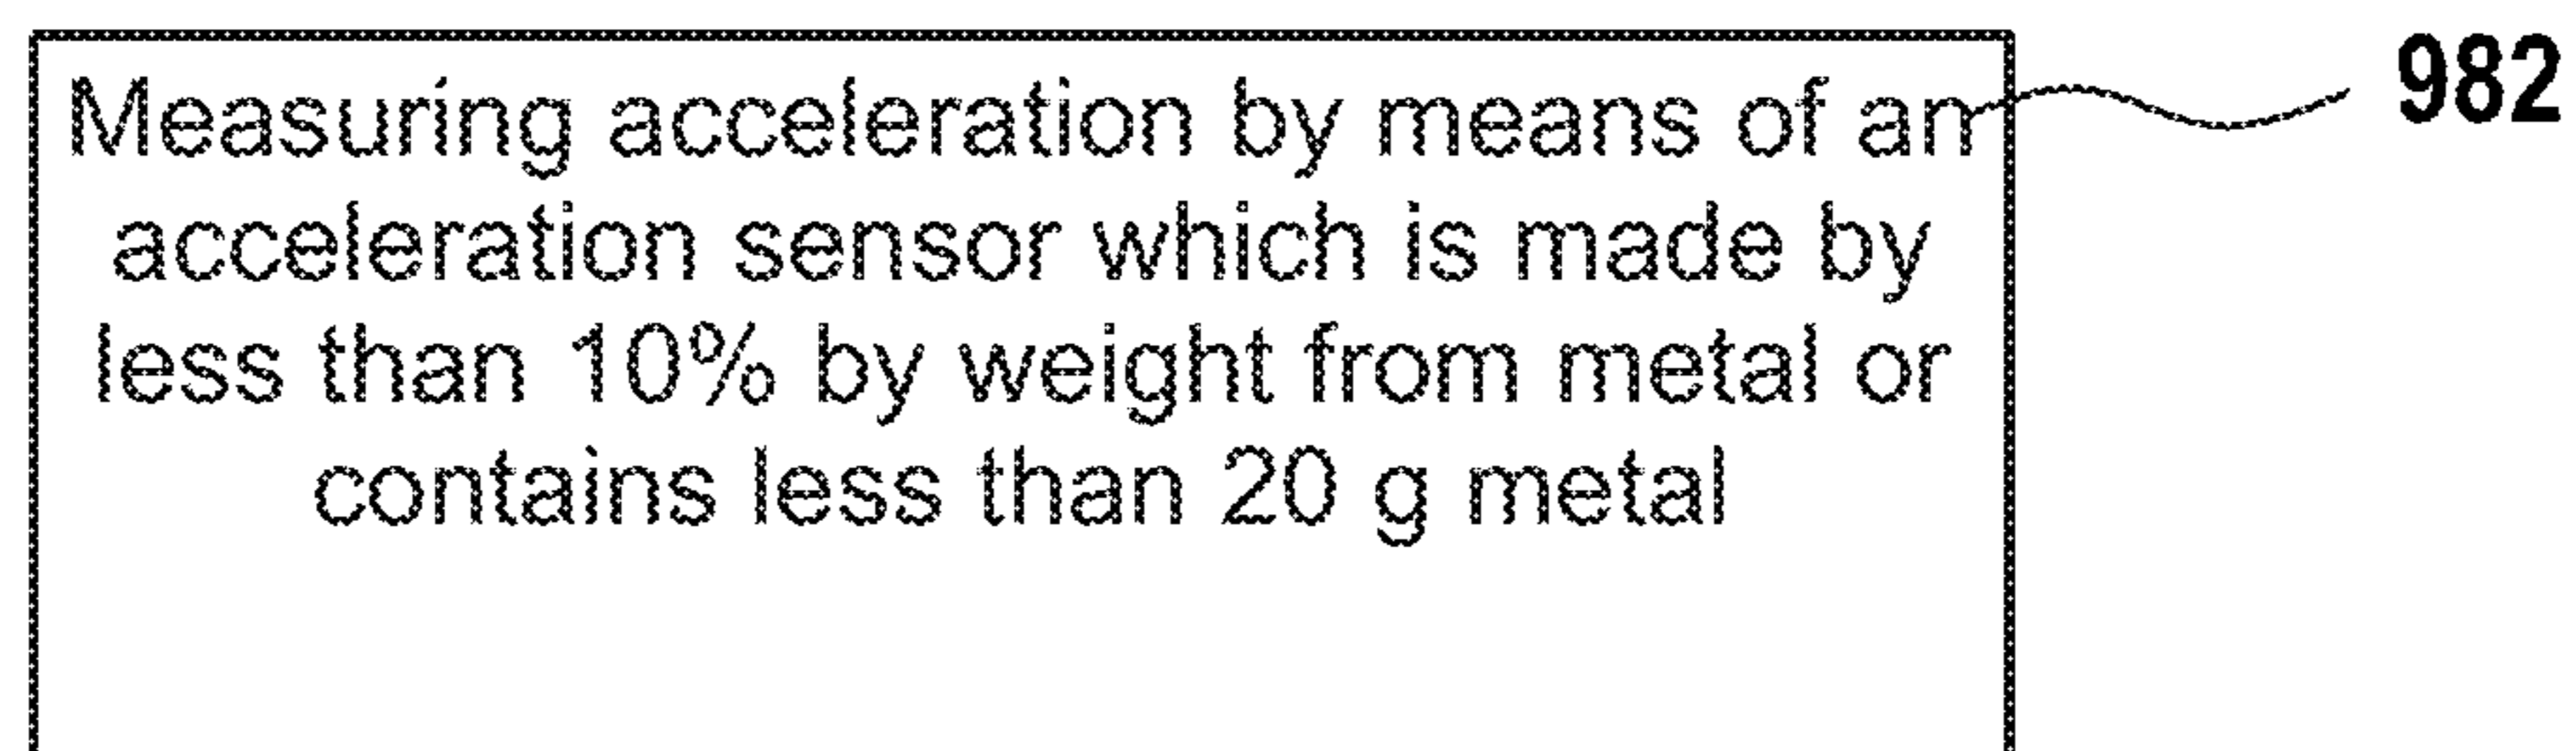 Measuring acceleration by means of an
acceleration sensor which is made by
less than 10% by weight from metal or
contains less than 20 g metal
982